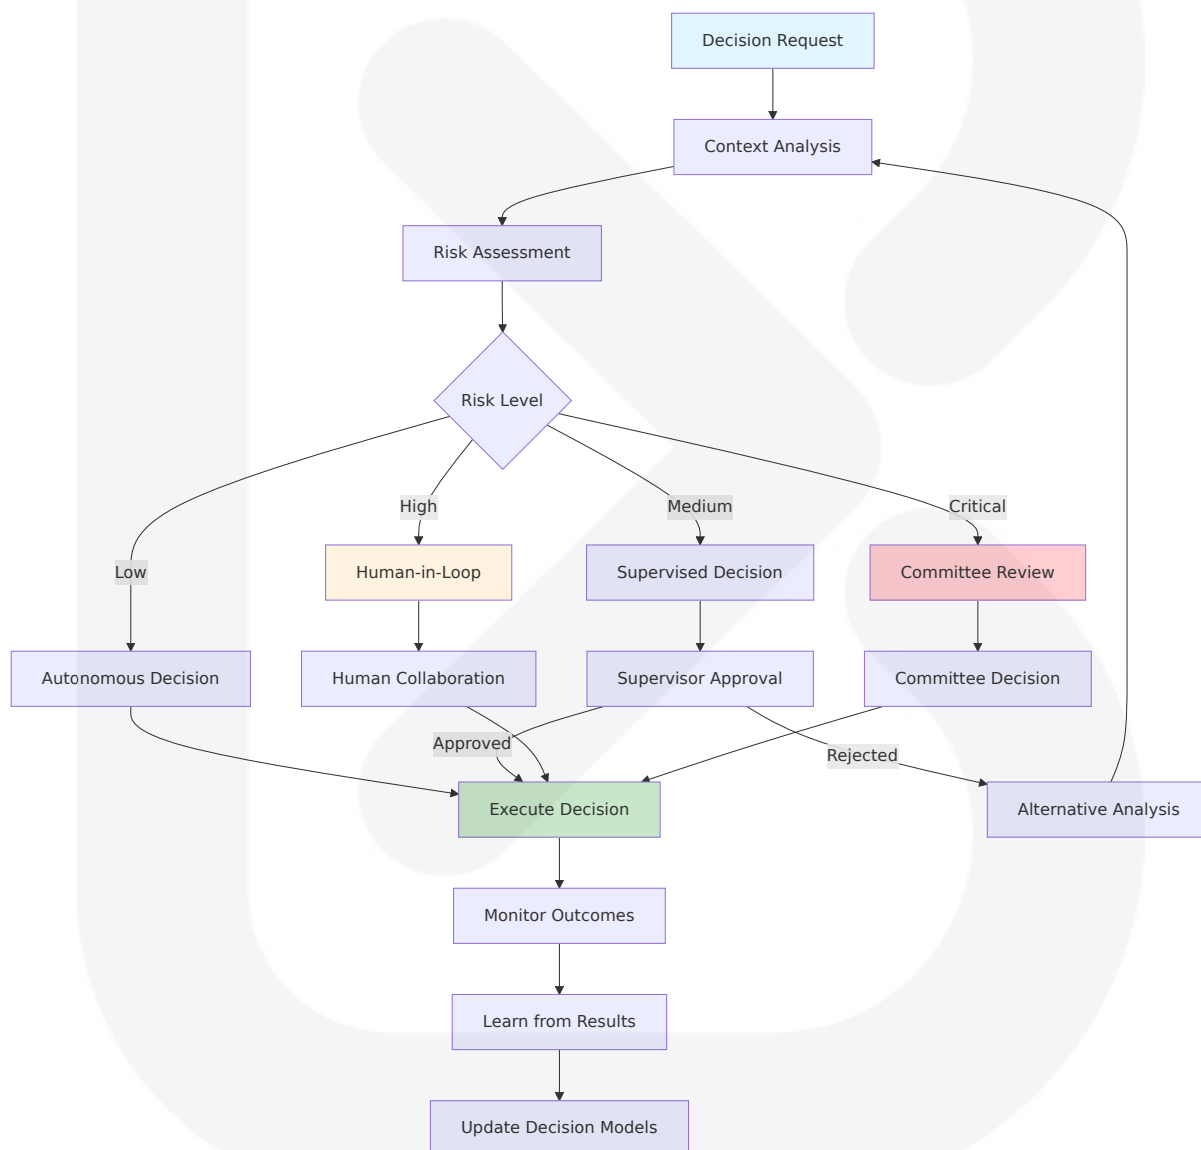 Decision Request
Context Analysis
Risk Assessment
Risk Level
High
Medium
Critical
Low
Human-in-Loop
Supervised Decision
Committee Review
Autonomous Decision
Human Collaboration
Supervisor Approval
Committee Decision
Approved
Rejected
Execute Decision
Alternative Analysis
Monitor Outcomes
Learn from Results
Update Decision Models